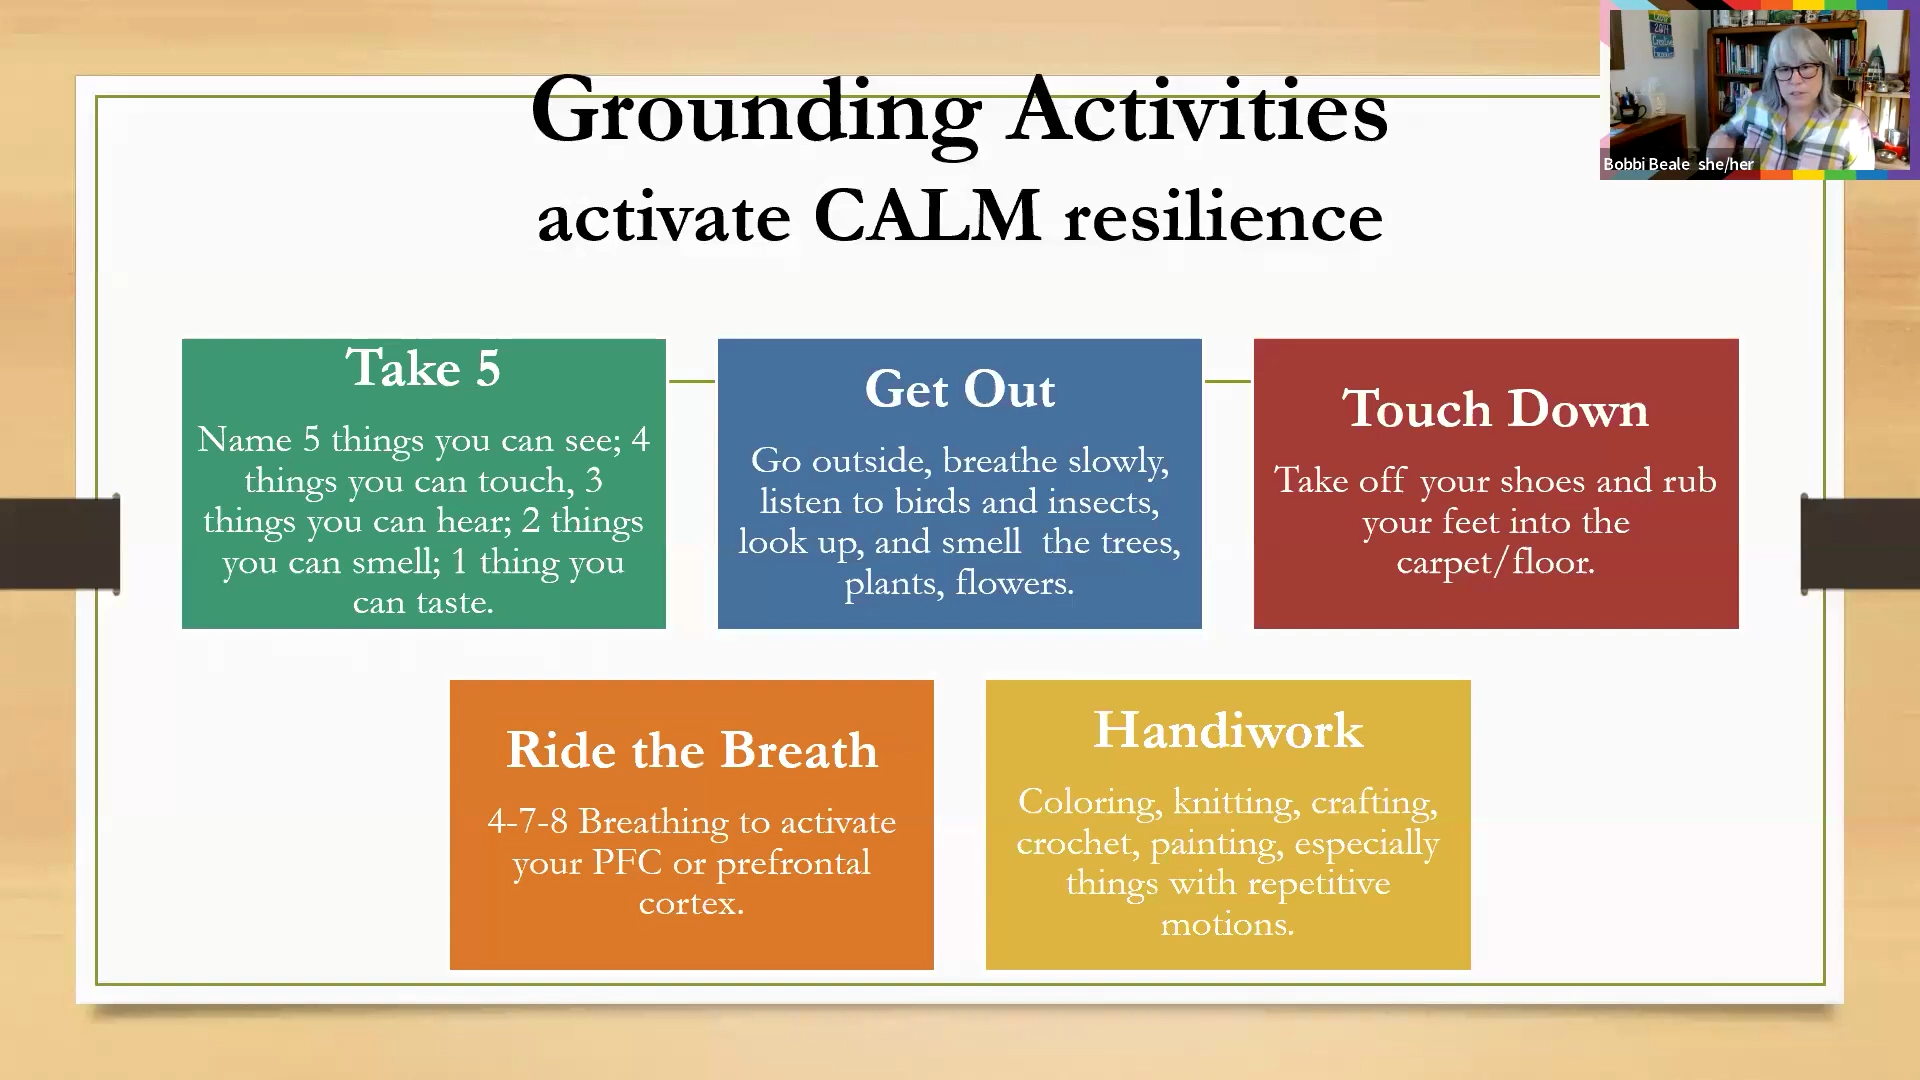 Grounding Activities
activate CALM resilience
Bobbi Beale she/her
Take 5
Name 5 things you can see; 4
things you can touch, 3
things you can hear; 2 things
you can smell; 1 thing you
can taste.
Get Out
Go outside, breathe slowly,
listen to birds and insects,
look up, and smell the trees,
plants, flowers.
Touch Down
Take off your shoes and rub
your feet into the
carpet/floor.
Ride the Breath
4-7-8 Breathing to activate
your PFC or prefrontal
cortex.
Handiwork
Coloring, knitting, crafting,
crochet, painting, especially
things with repetitive
motions.